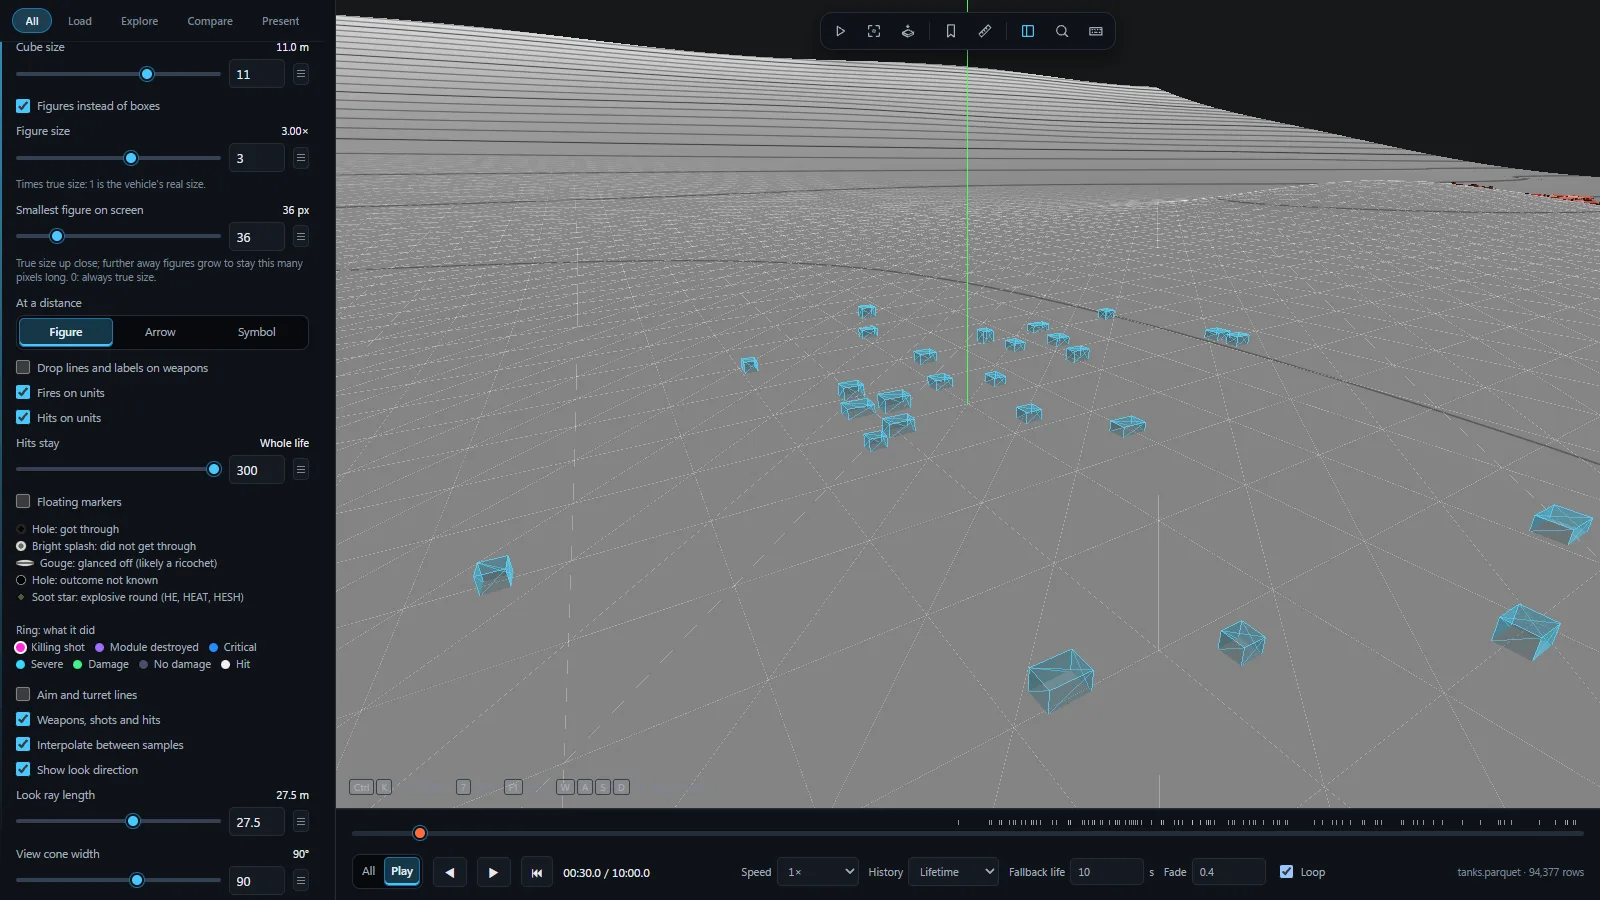 All Load Explore Compare Present
Cube size 11.0 m
11
Figures instead of boxes
Figure size 3.00×
3
Times true size: 1 is the vehicle's real size.
Smallest figure on screen 36 px
36
True size up close; further away figures grow to stay this many
pixels long. 0: always true size.
At a distance
Figure Arrow Symbol
Drop lines and labels on weapons
Fires on units
Hits on units
Hits stay Whole life
300
Floating markers
Hole: got through
Bright splash: did not get through
Gouge: glanced off (likely a ricochet)
Hole: outcome not known
Soot star: explosive round (HE, HEAT, HESH)
Ring: what it did
Killing shot Module destroyed Critical
Severe Damage No damage Hit
Aim and turret lines
Weapons, shots and hits
Interpolate between samples
Show look direction
Look ray length 27.5 m
27.5
View cone width 90°
90
Ctrl K ? F1 W A S D
All Play 00:30.0 / 10:00.0 Speed 1× History Lifetime Fallback life 10 s Fade 0.4 Loop tanks.parquet · 94,377 rows